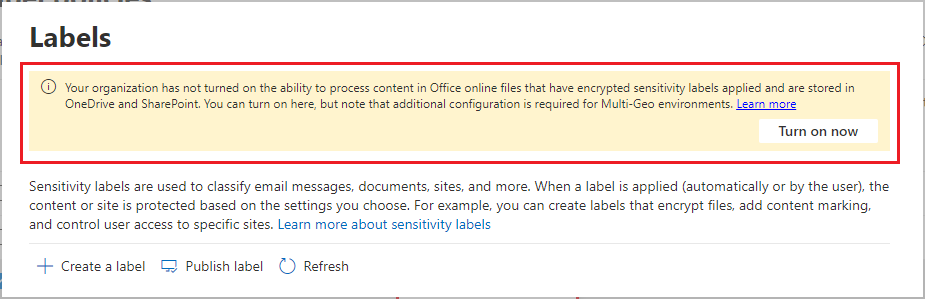 Labels
Your organization has not turned on the ability to process content in Office online files that have encrypted sensitivity labels applied and are stored in
OneDrive and SharePoint. You can turn on here, but note that additional configuration is required for Multi-Geo environments. Learn more
Turn on now
Sensitivity labels are used to classify email messages, documents, sites, and more. When a label is applied (automatically or by the user), the
content or site is protected based on the settings you choose. For example, you can create labels that encrypt files, add content marking,
and control user access to specific sites. Learn more about sensitivity labels
Create a label Publish label Refresh